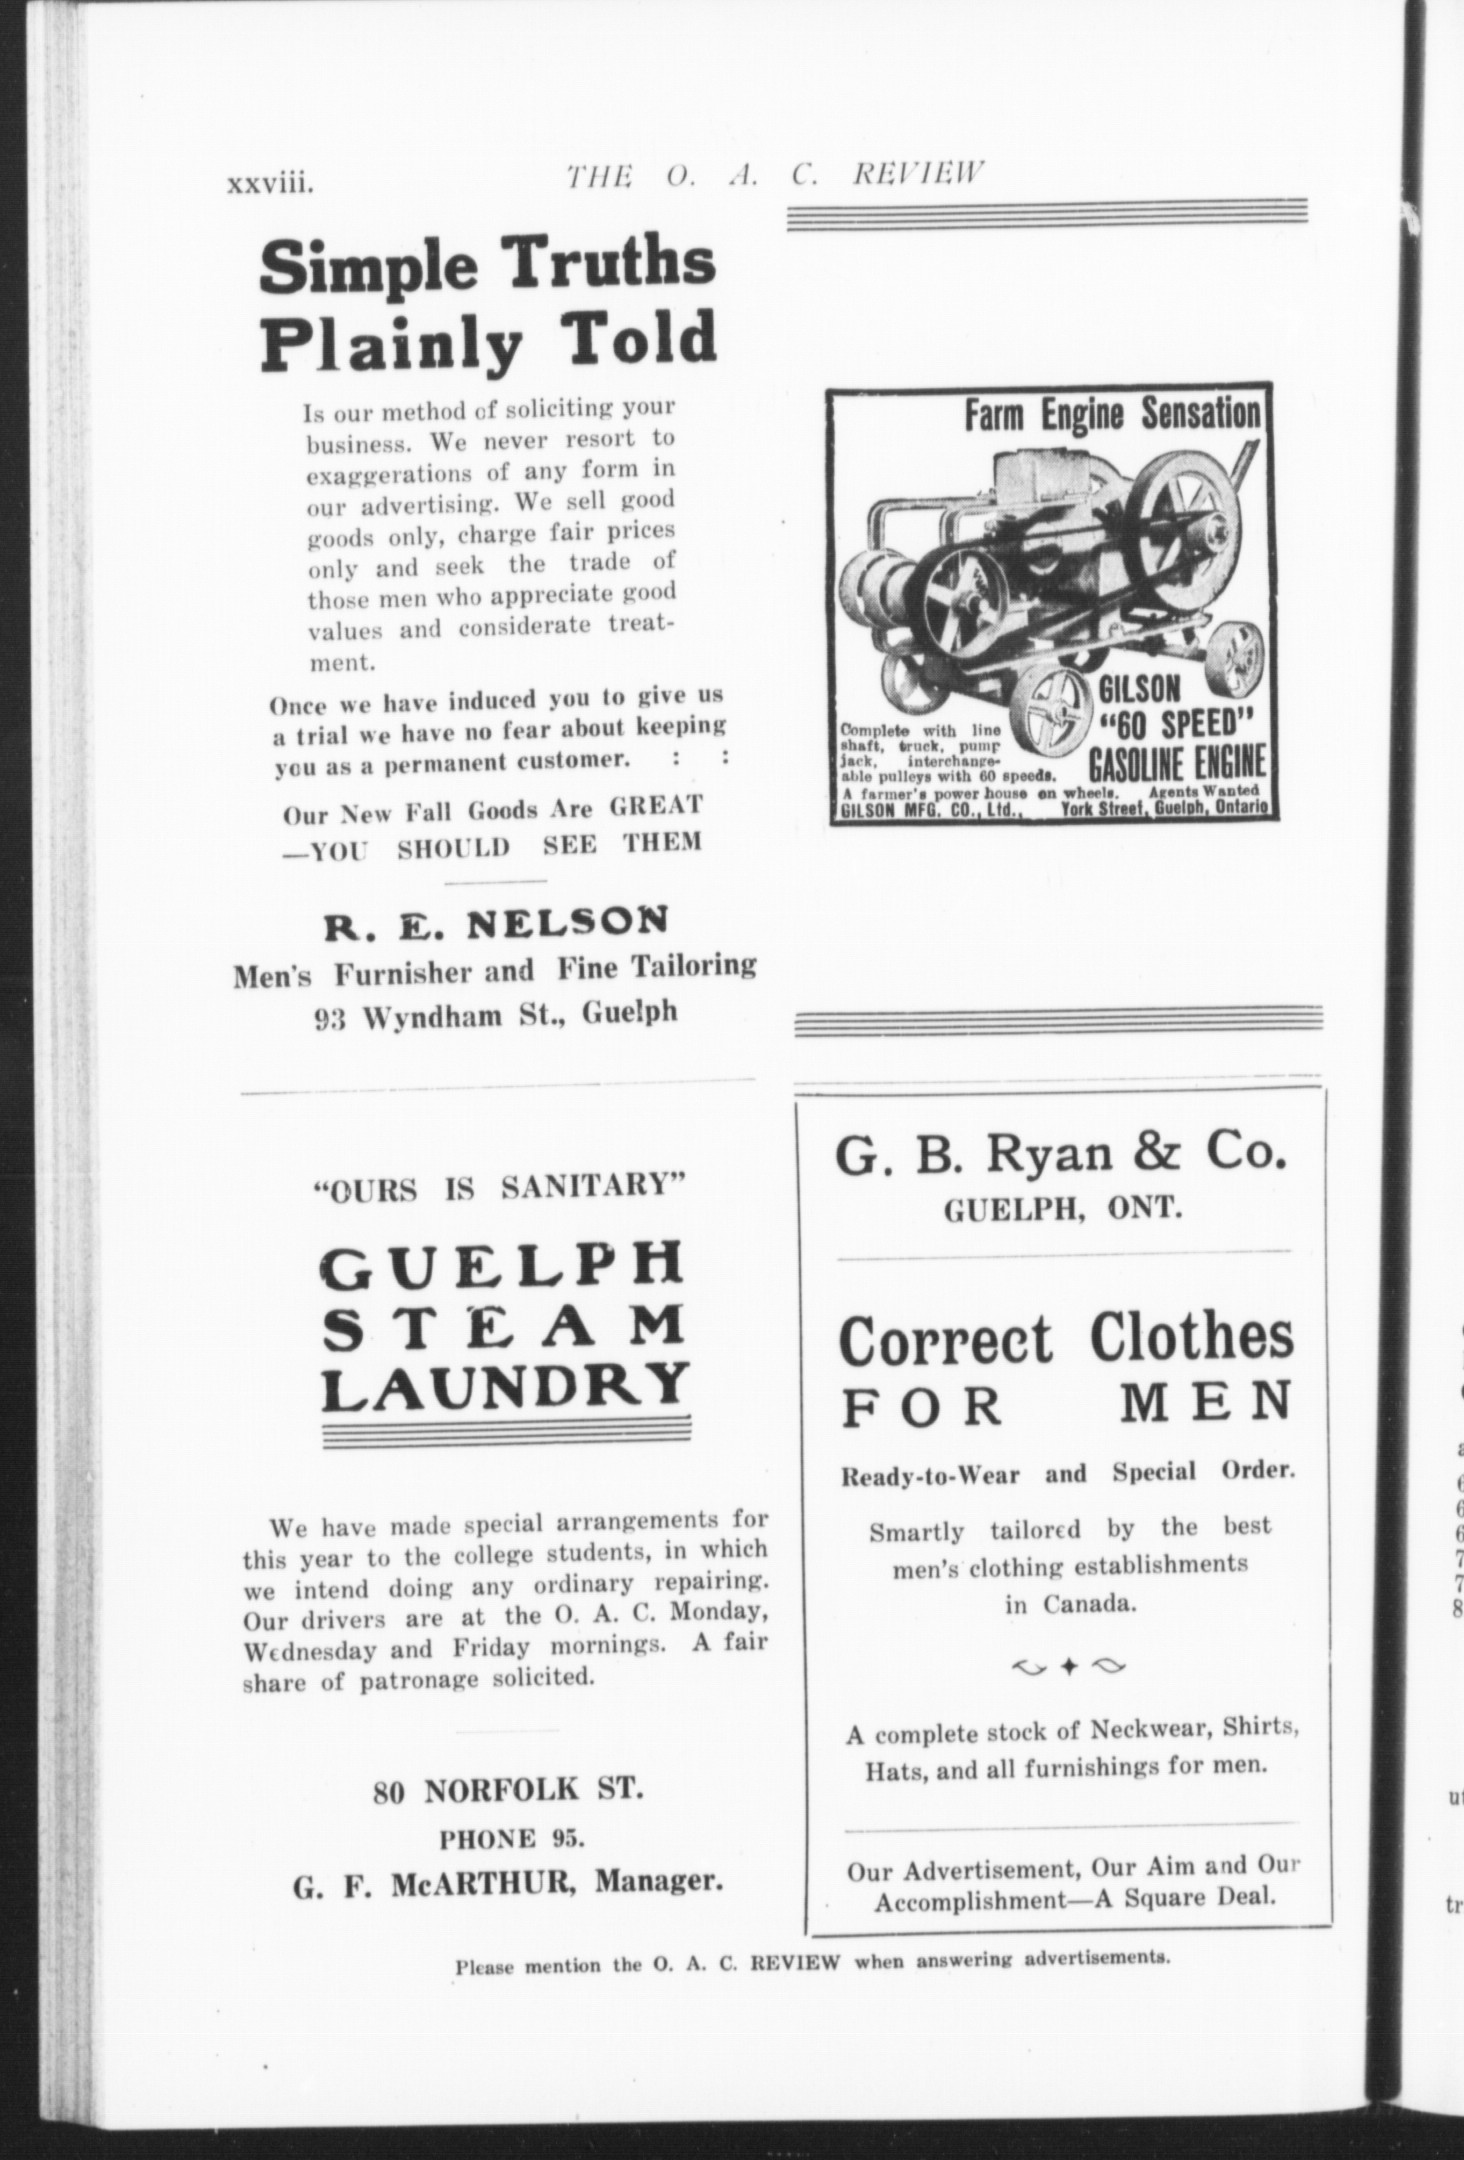 xxviii.
THE O. A. C. REVIEW
Simple Truths
Plainly Told
Is our method of soliciting your
business. We never resort to
exaggerations of any form in
our advertising. We sell good
goods only, charge fair prices
only and seek the trade of
those men who appreciate good
values and considerate treat-
ment.
Once we have induced you to give us
a trial we have no fear about keeping
you as a permanent customer. : :
Our New Fall Goods Are GREAT
—YOU SHOULD SEE THEM
R. E. NELSON
Men's Furnisher and Fine Tailoring
93 Wyndham St., Guelph
Farm Engine Sensation
GILSON
"60 SPEED"
GASOLINE ENGINE
Complete with line
shaft, truck, pump
jack, interchange-
able pulleys with 60 speeds.
A farmer's power house on wheels. Agents Wanted
GILSON MFG. CO., Ltd., York Street, Guelph, Ontario
"OURS IS SANITARY"
GUELPH
STEAM
LAUNDRY
We have made special arrangements for
this year to the college students, in which
we intend doing any ordinary repairing.
Our drivers are at the O. A. C. Monday,
Wednesday and Friday mornings. A fair
share of patronage solicited.
80 NORFOLK ST.
PHONE 95.
G. F. McARTHUR, Manager.
G. B. Ryan & Co.
GUELPH, ONT.
Correct Clothes
FOR MEN
Ready-to-Wear and Special Order.
Smartly tailored by the best
men's clothing establishments
in Canada.
A complete stock of Neckwear, Shirts,
Hats, and all furnishings for men.
Our Advertisement, Our Aim and Our
Accomplishment—A Square Deal.
Please mention the O. A. C. REVIEW when answering advertisements.